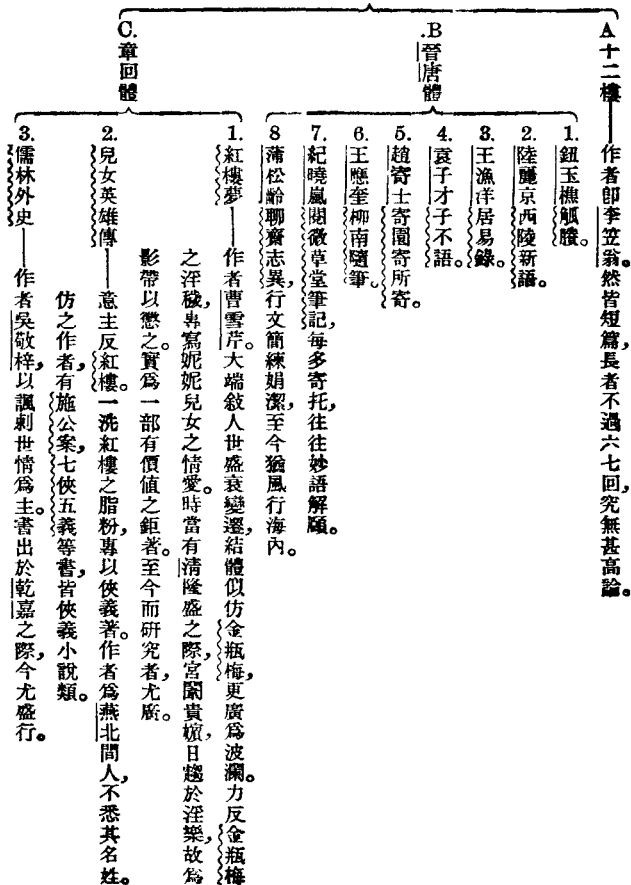 A十二樓——作者卽李笠翁。然皆短篇，長者不過六七回，究無甚高論。
B.晉唐體
1.鈕玉樵觚賸。
2.陸麗京西陵新語。
3.王漁洋居易錄。
4.袁子才子不語。
5.趙寄士寄園寄所寄。
6.王應奎柳南隨筆。
7.紀曉嵐閱微草堂筆記，每多寄托，往往妙語解頤。
8蒲松齡聊齋志異，行文簡練娟潔，至今猶風行海內。
C.章回體
1.紅樓夢——作者曹雪芹。大端敘人世盛衰變遷，結體似仿金瓶梅，更廣爲波瀾。力反金瓶梅
之淫穢，專寫妮妮兒女之情愛。時當有淸隆盛之際，宮闈貴嬪，日趨於淫樂，故爲
影帶以懲之。實爲一部有價値之鉅著。至今而研究者，尤廣。
2.兒女英雄傳——意主反紅樓。一洗紅樓之脂粉，專以俠義著。作者爲燕北間人，不悉其名姓。
仿之作者，有施公案，七俠五義等書，皆俠義小說類。
3.儒林外史——作者吳敬梓，以諷刺世情爲主。書出於乾嘉之際，今尤盛行。